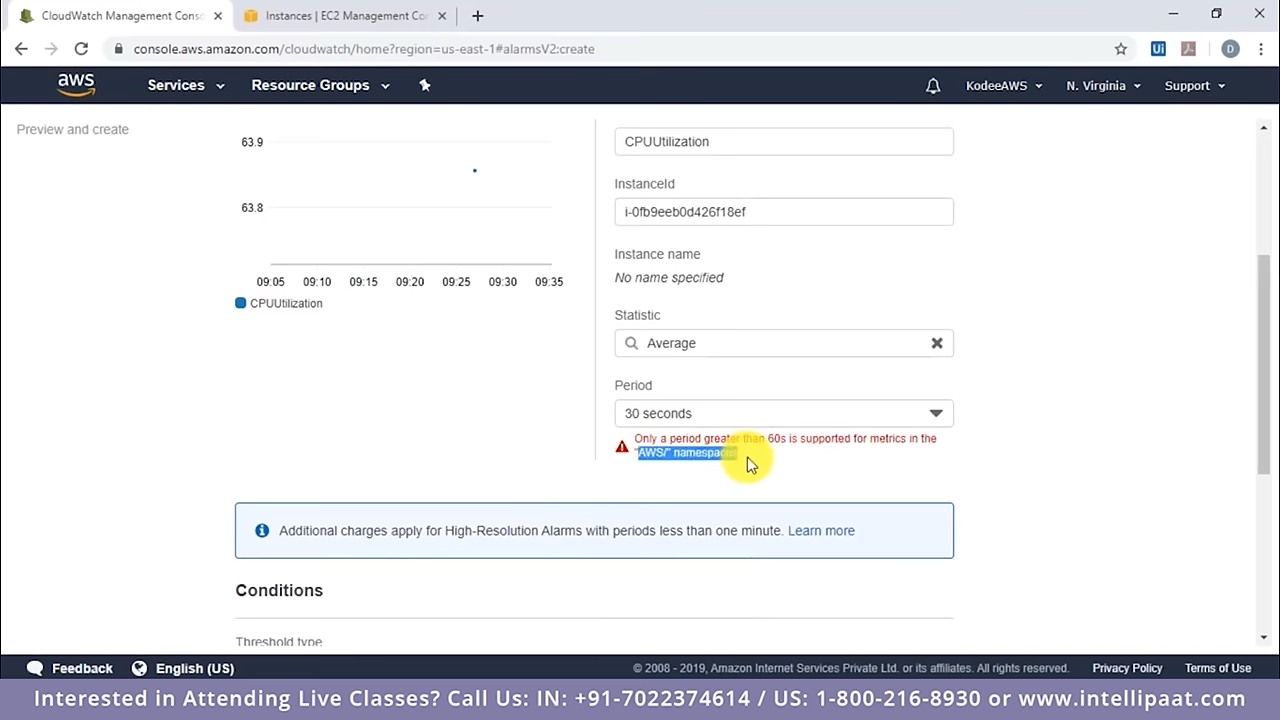 CloudWatch Management Conso
Instances | EC2 Management Con
console.aws.amazon.com/cloudwatch/home?region=us-east-1#alarmsV2:create
Ui
D
aws
Services
Resource Groups
KodeeAWS
N. Virginia
Support
Preview and create
63.9
63.8
09:05 09:10 09:15 09:20 09:25 09:30 09:35
CPUUtilization
CPUUtilization
InstanceId
i-0fb9eeb0d426f18ef
Instance name
No name specified
Statistic
Average
Period
30 seconds
Only a period greater than 60s is supported for metrics in the
"AWS/" namespaces
Additional charges apply for High-Resolution Alarms with periods less than one minute. Learn more
Conditions
Threshold type
Feedback
English (US)
© 2008 - 2019, Amazon Internet Services Private Ltd. or its affiliates. All rights reserved.
Privacy Policy
Terms of Use
Interested in Attending Live Classes? Call Us: IN: +91-7022374614 / US: 1-800-216-8930 or www.intellipaat.com